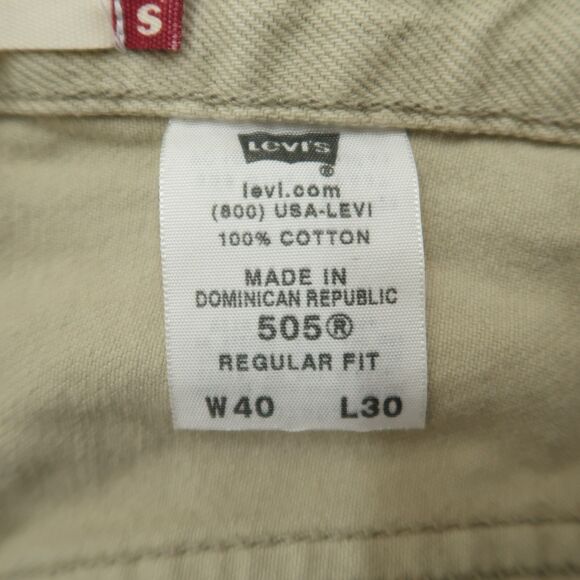 S
LEVI'S
®
levi.com
(800) USA-LEVI
100% COTTON
MADE IN
DOMINICAN REPUBLIC
505®
REGULAR FIT
W40 L30